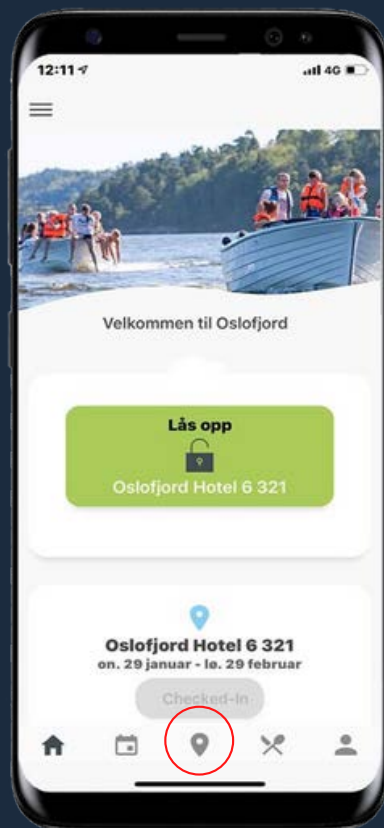 12:11
4G
Velkommen til Oslofjord
Lås opp
Oslofjord Hotel 6 321
Oslofjord Hotel 6 321
on. 29 januar - lø. 29 februar
Checked-In